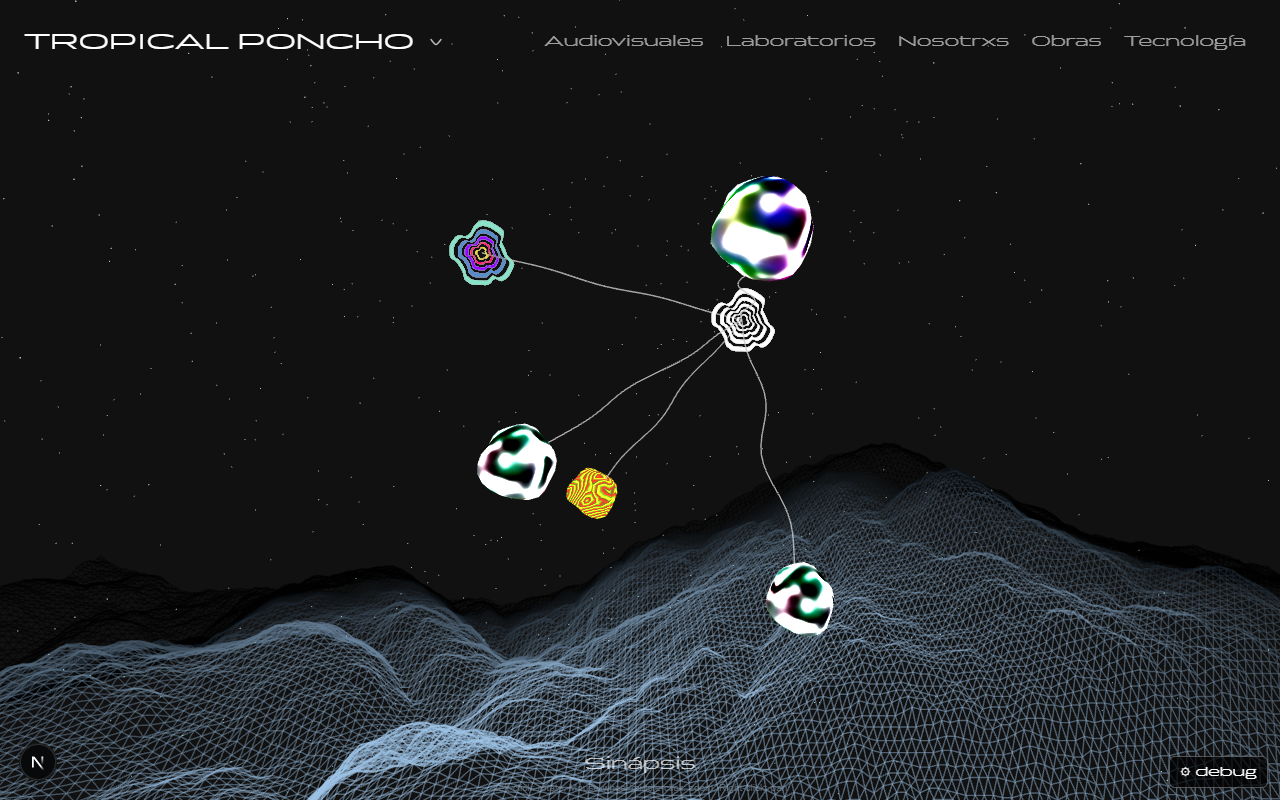 TROPICAL PONCHO
Audiovisuales Laboratorios Nosotrxs Obras Tecnología
Sinápsis
N
debug